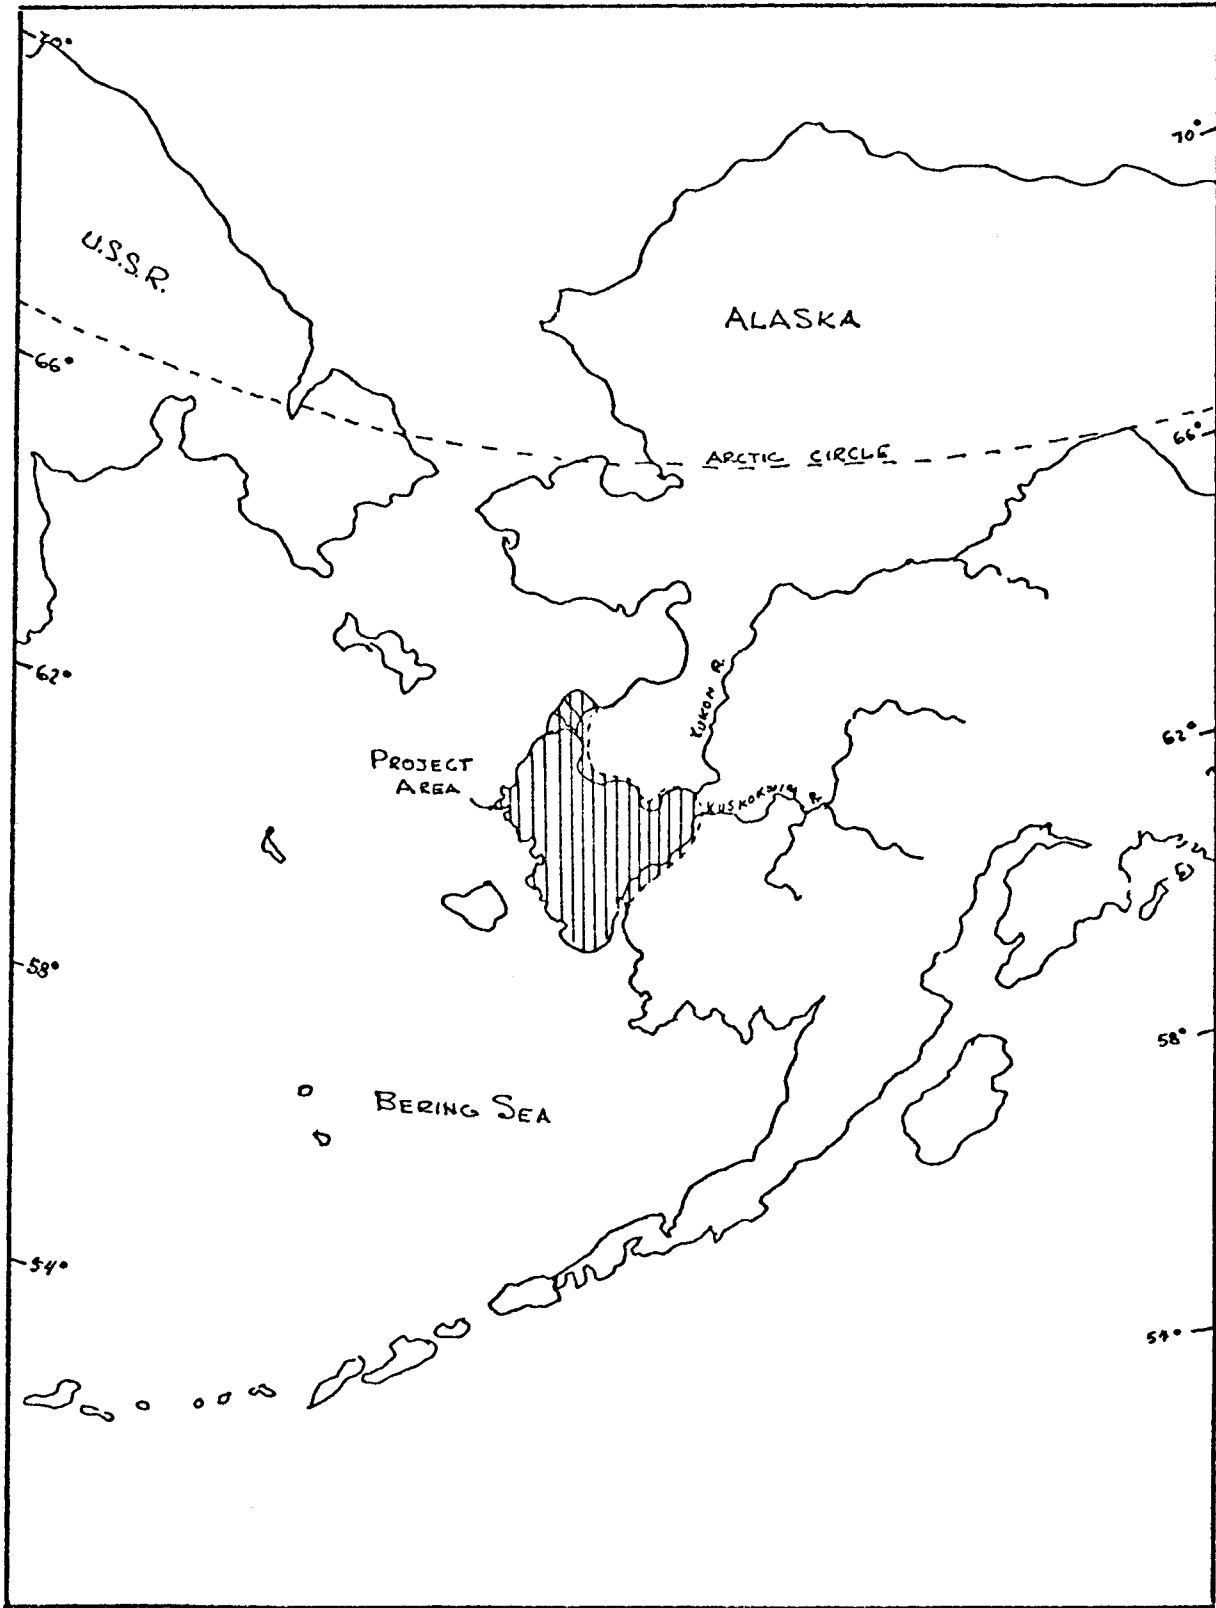 70°
70°
U.S.S.R.
ALASKA
66°
66°
ARCTIC CIRCLE
62°
YUKON R.
62°
PROJECT
AREA
KUSKOKWIM R.
58°
58°
BERING SEA
54°
54°